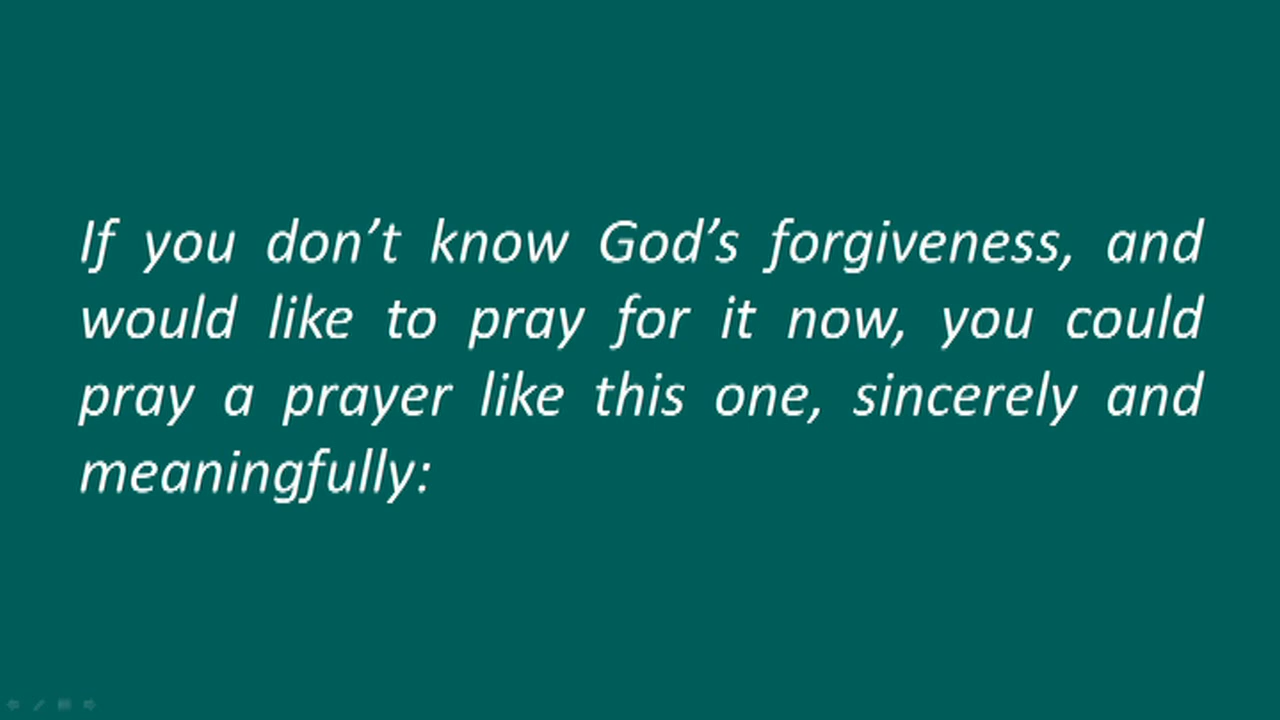 If you don’t know God’s forgiveness, and
would like to pray for it now, you could
pray a prayer like this one, sincerely and
meaningfully: